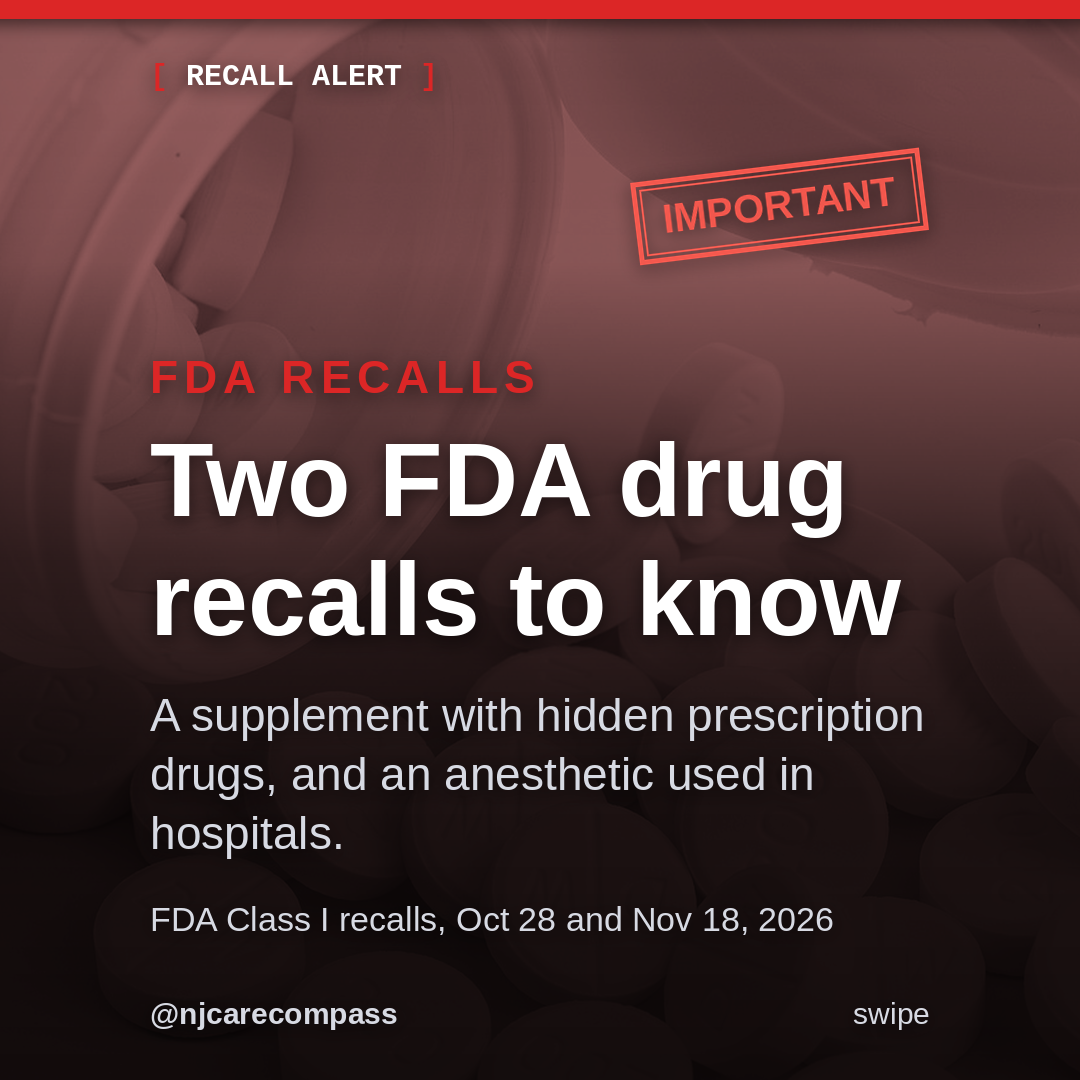 [ RECALL ALERT ]
IMPORTANT
FDA RECALLS
Two FDA drug
recalls to know
A supplement with hidden prescription
drugs, and an anesthetic used in
hospitals.
FDA Class I recalls, Oct 28 and Nov 18, 2026
@njcarecompass
swipe